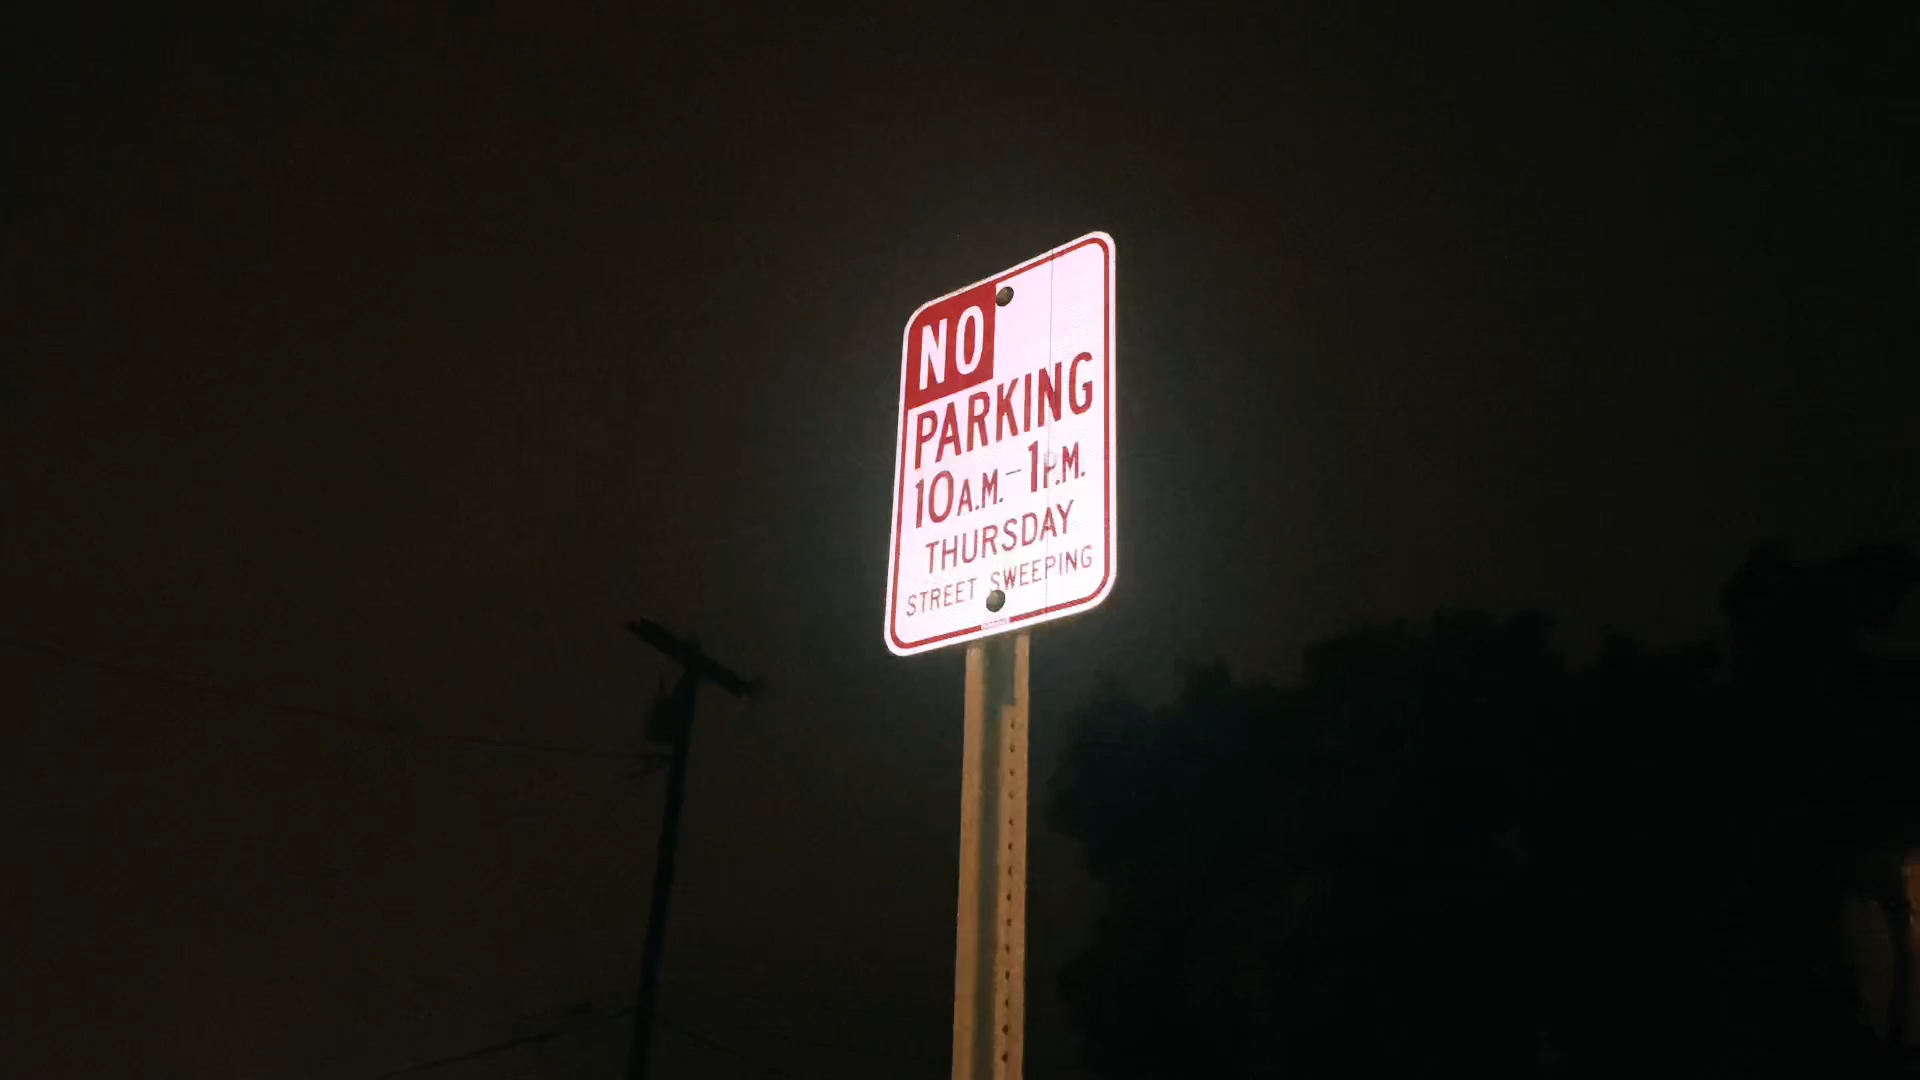 NO
PARKING
10A.M.-1P.M.
THURSDAY
STREET SWEEPING